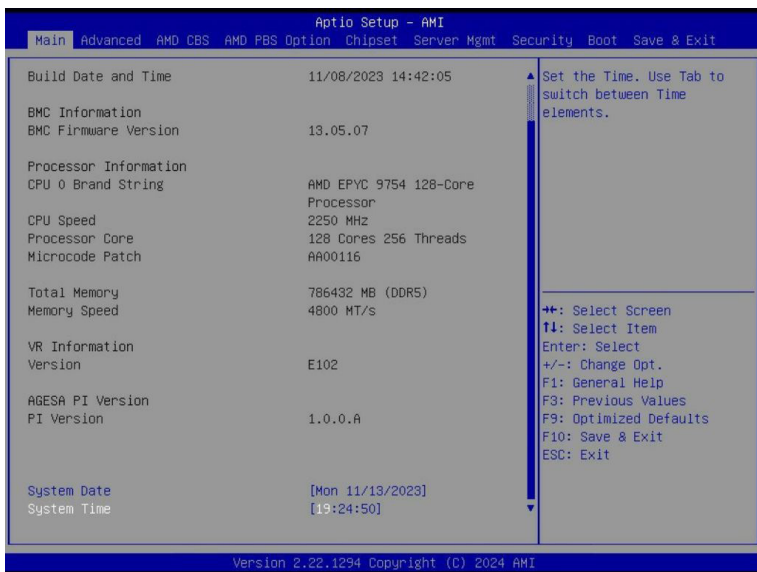 Aptio Setup - AMI
Main Advanced AMD CBS AMD PBS Option Chipset Server Mgmt Security Boot Save & Exit
Build Date and Time 11/08/2023 14:42:05
BMC Information
BMC Firmware Version 13.05.07
Processor Information
CPU 0 Brand String AMD EPYC 9754 128-Core
Processor
CPU Speed 2250 MHz
Processor Core 128 Cores 256 Threads
Microcode Patch AA00116
Total Memory 786432 MB (DDR5)
Memory Speed 4800 MT/s
VR Information
Version E102
AGESA PI Version
PI Version 1.0.0.A
System Date [Mon 11/13/2023]
System Time [19:24:50]
Set the Time. Use Tab to
switch between Time
elements.
→←: Select Screen
↑↓: Select Item
Enter: Select
+/-: Change Opt.
F1: General Help
F3: Previous Values
F9: Optimized Defaults
F10: Save & Exit
ESC: Exit
Version 2.22.1294 Copyright (C) 2024 AMI